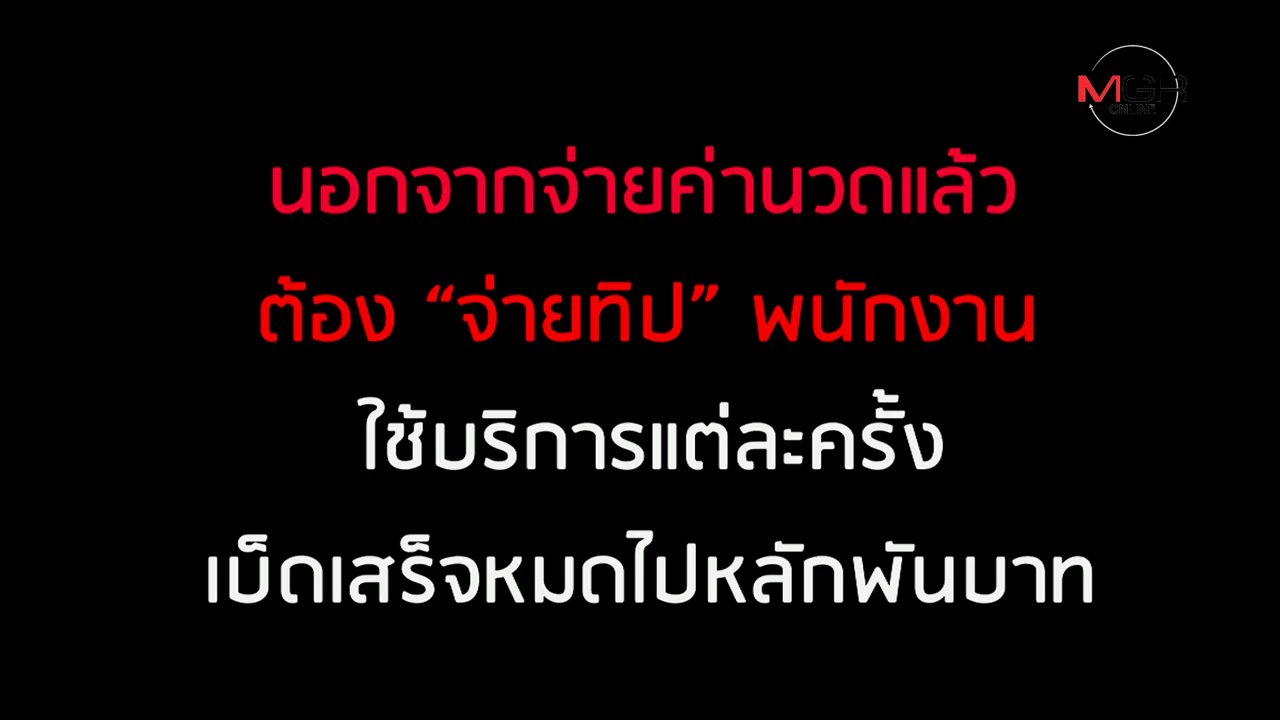 MGR
ONLINE
นอกจากจ่ายค่านวดแล้ว
ต้อง “จ่ายทิป” พนักงาน
ใช้บริการแต่ละครั้ง
เบ็ดเสร็จหมดไปหลักพันบาท